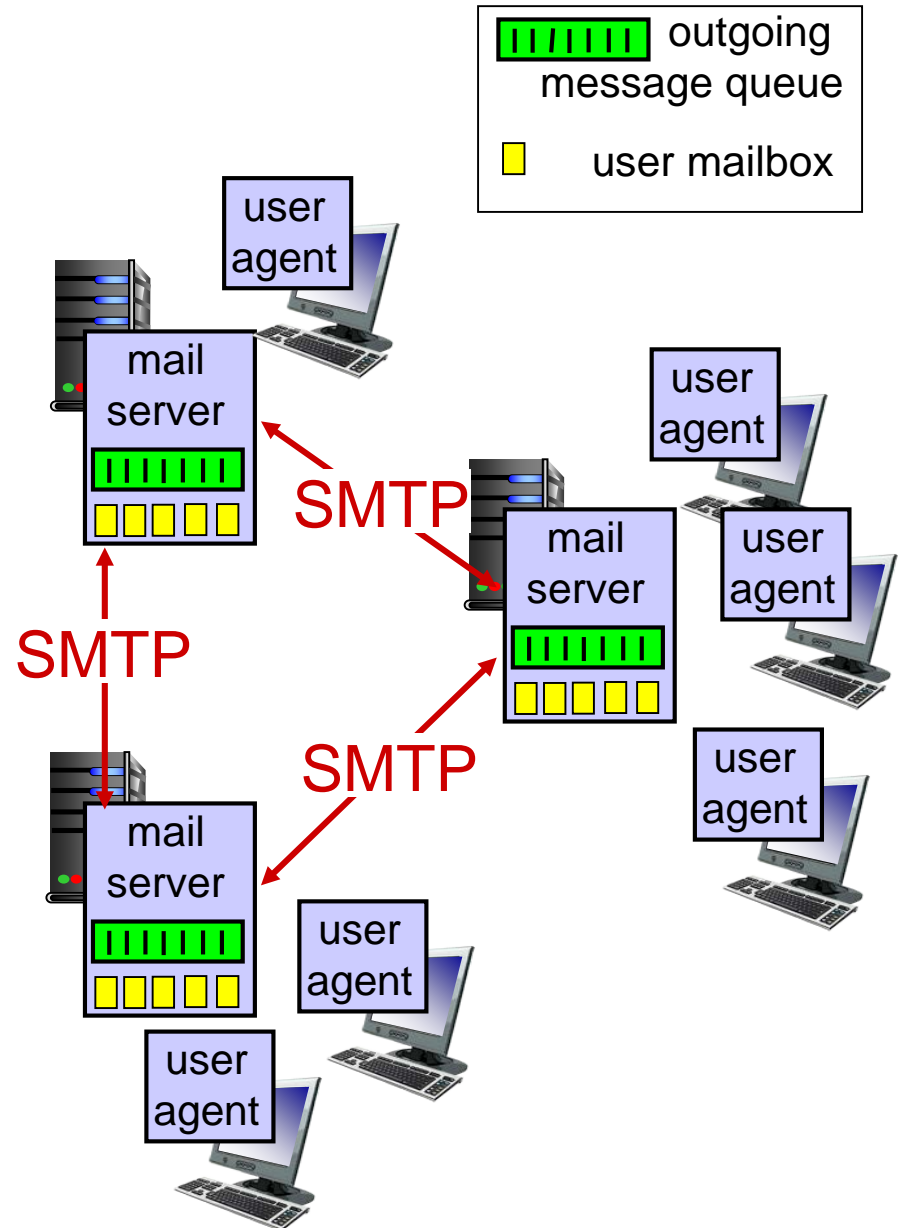 outgoing
message queue
user mailbox
user
agent
mail
server
SMTP
user
agent
mail
server
user
agent
SMTP
SMTP
user
agent
mail
server
user
agent
user
agent